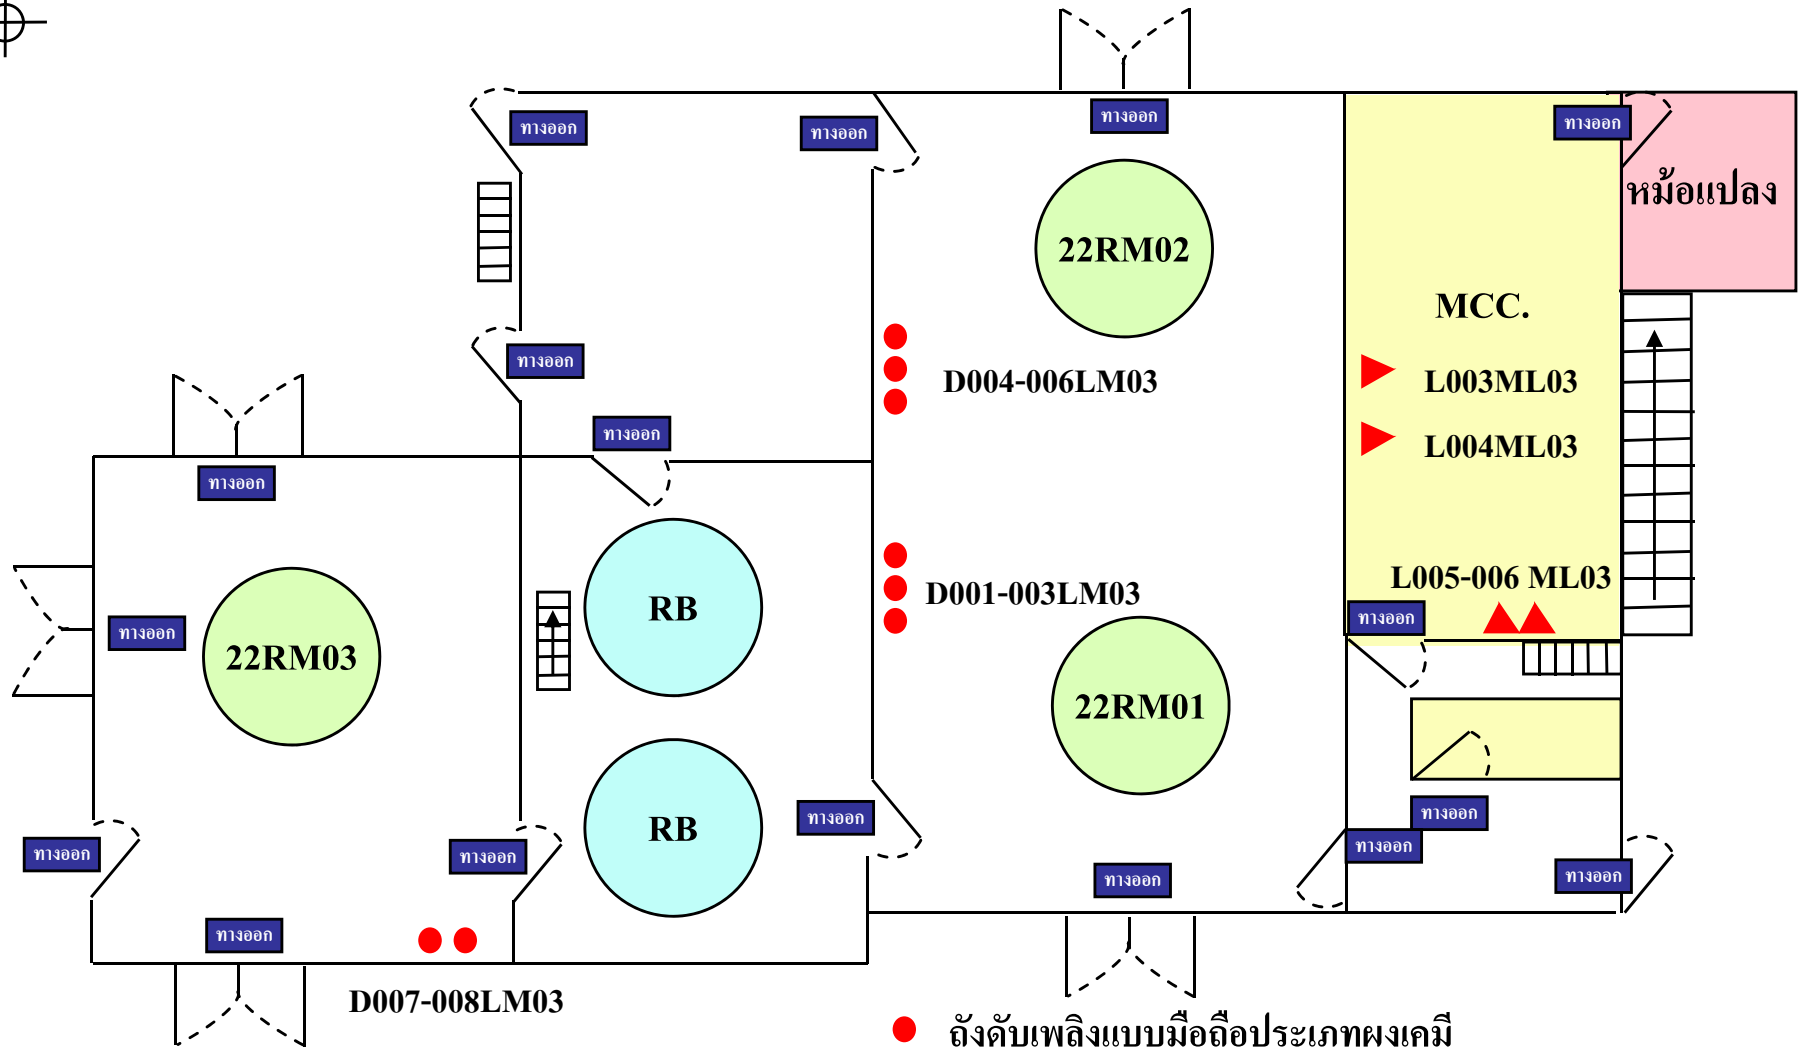 ทางออก
ทางออก
ทางออก
ทางออก
หม้อแปลง
22RM02
MCC.
ทางออก
D004-006LM03
L003ML03
ทางออก
L004ML03
ทางออก
L005-006 ML03
D001-003LM03
RB
ทางออก
ทางออก
22RM03
22RM01
ทางออก
ทางออก
RB
ทางออก
ทางออก
ทางออก
ทางออก
ทางออก
ทางออก
D007-008LM03
ถังดับเพลิงแบบมือถือประเภทผงเคมี